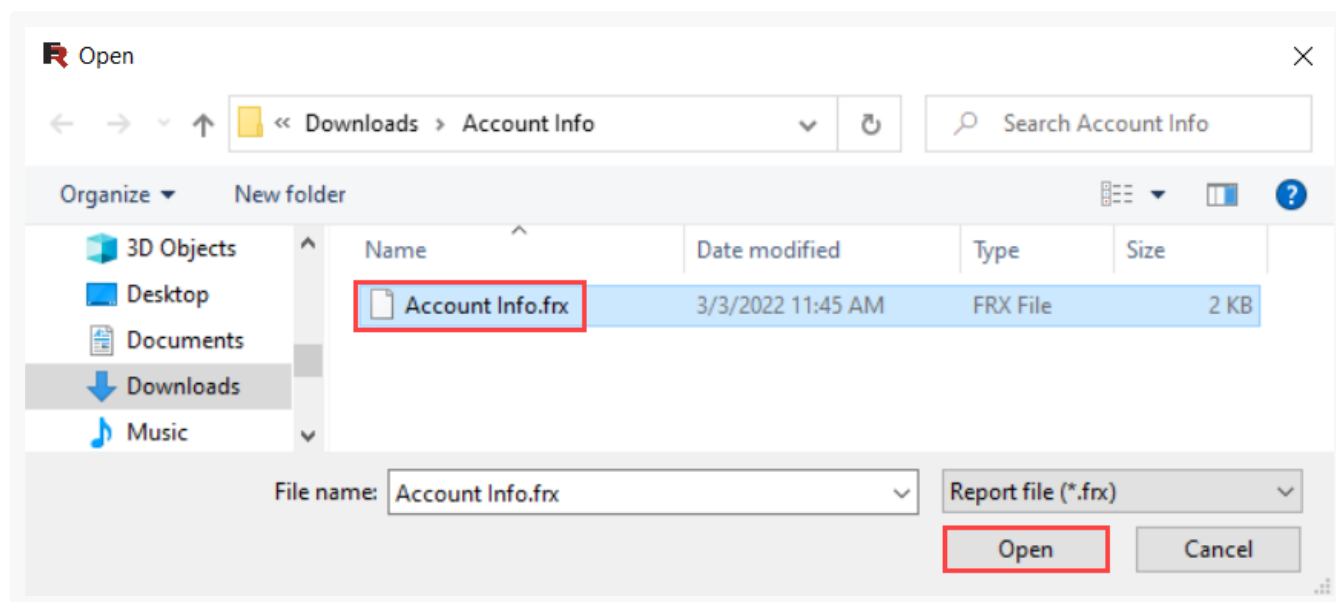 Open
« Downloads › Account Info
Search Account Info
Organize
New folder
3D Objects
Desktop
Documents
Downloads
Music
Name
Date modified
Type
Size
Account Info.frx
3/3/2022 11:45 AM
FRX File
2 KB
File name:
Account Info.frx
Report file (*.frx)
Open
Cancel